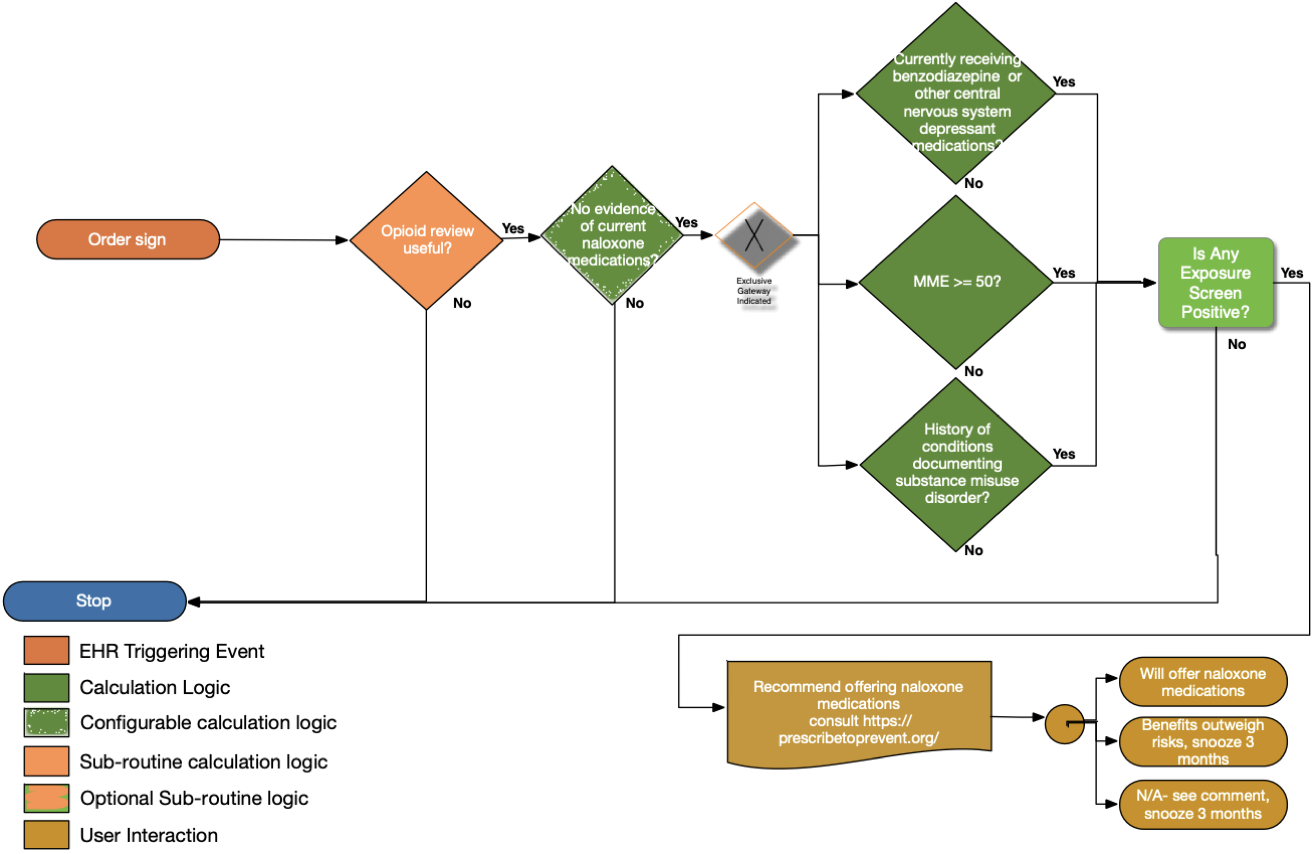 Currently receiving
benzodiazepine or
other central
nervous system
depressant
medications?
Yes
No
Order sign
Opioid review
useful?
Yes
No
No evidence
of current
naloxone
medications?
Yes
No
X
Exclusive
Gateway
Indicated
MME >= 50?
Yes
No
Is Any
Exposure
Screen
Positive?
Yes
No
History of
conditions
documenting
substance misuse
disorder?
Yes
No
Stop
EHR Triggering Event
Calculation Logic
Configurable calculation logic
Sub-routine calculation logic
Optional Sub-routine logic
User Interaction
Recommend offering naloxone
medications
consult https://
prescribetoprevent.org/
Will offer naloxone
medications
Benefits outweigh
risks, snooze 3
months
N/A- see comment,
snooze 3 months